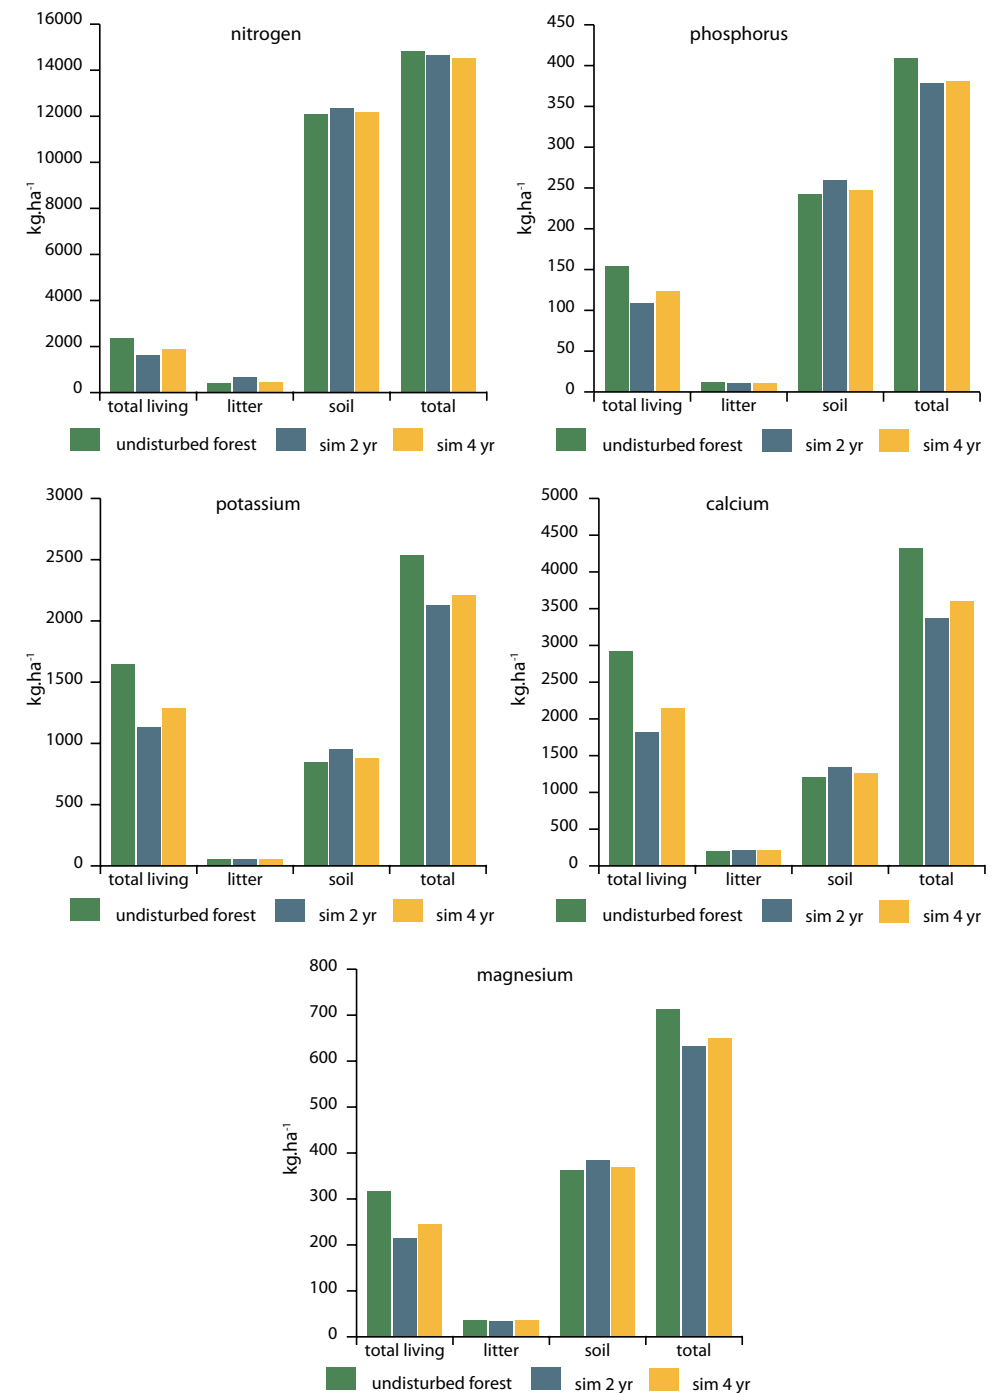 nitrogen
16000
14000
12000
10000
8000
6000
4000
2000
0
kg.ha-1
total living litter soil total
undisturbed forest sim 2 yr sim 4 yr
phosphorus
450
400
350
300
250
200
150
100
50
0
kg.ha-1
total living litter soil total
undisturbed forest sim 2 yr sim 4 yr
potassium
3000
2500
2000
1500
1000
500
0
kg.ha-1
total living litter soil total
undisturbed forest sim 2 yr sim 4 yr
calcium
5000
4500
4000
3500
3000
2500
2000
1500
1000
500
0
kg.ha-1
total living litter soil total
undisturbed forest sim 2 yr sim 4 yr
magnesium
800
700
600
500
400
300
200
100
0
kg.ha-1
total living litter soil total
undisturbed forest sim 2 yr sim 4 yr